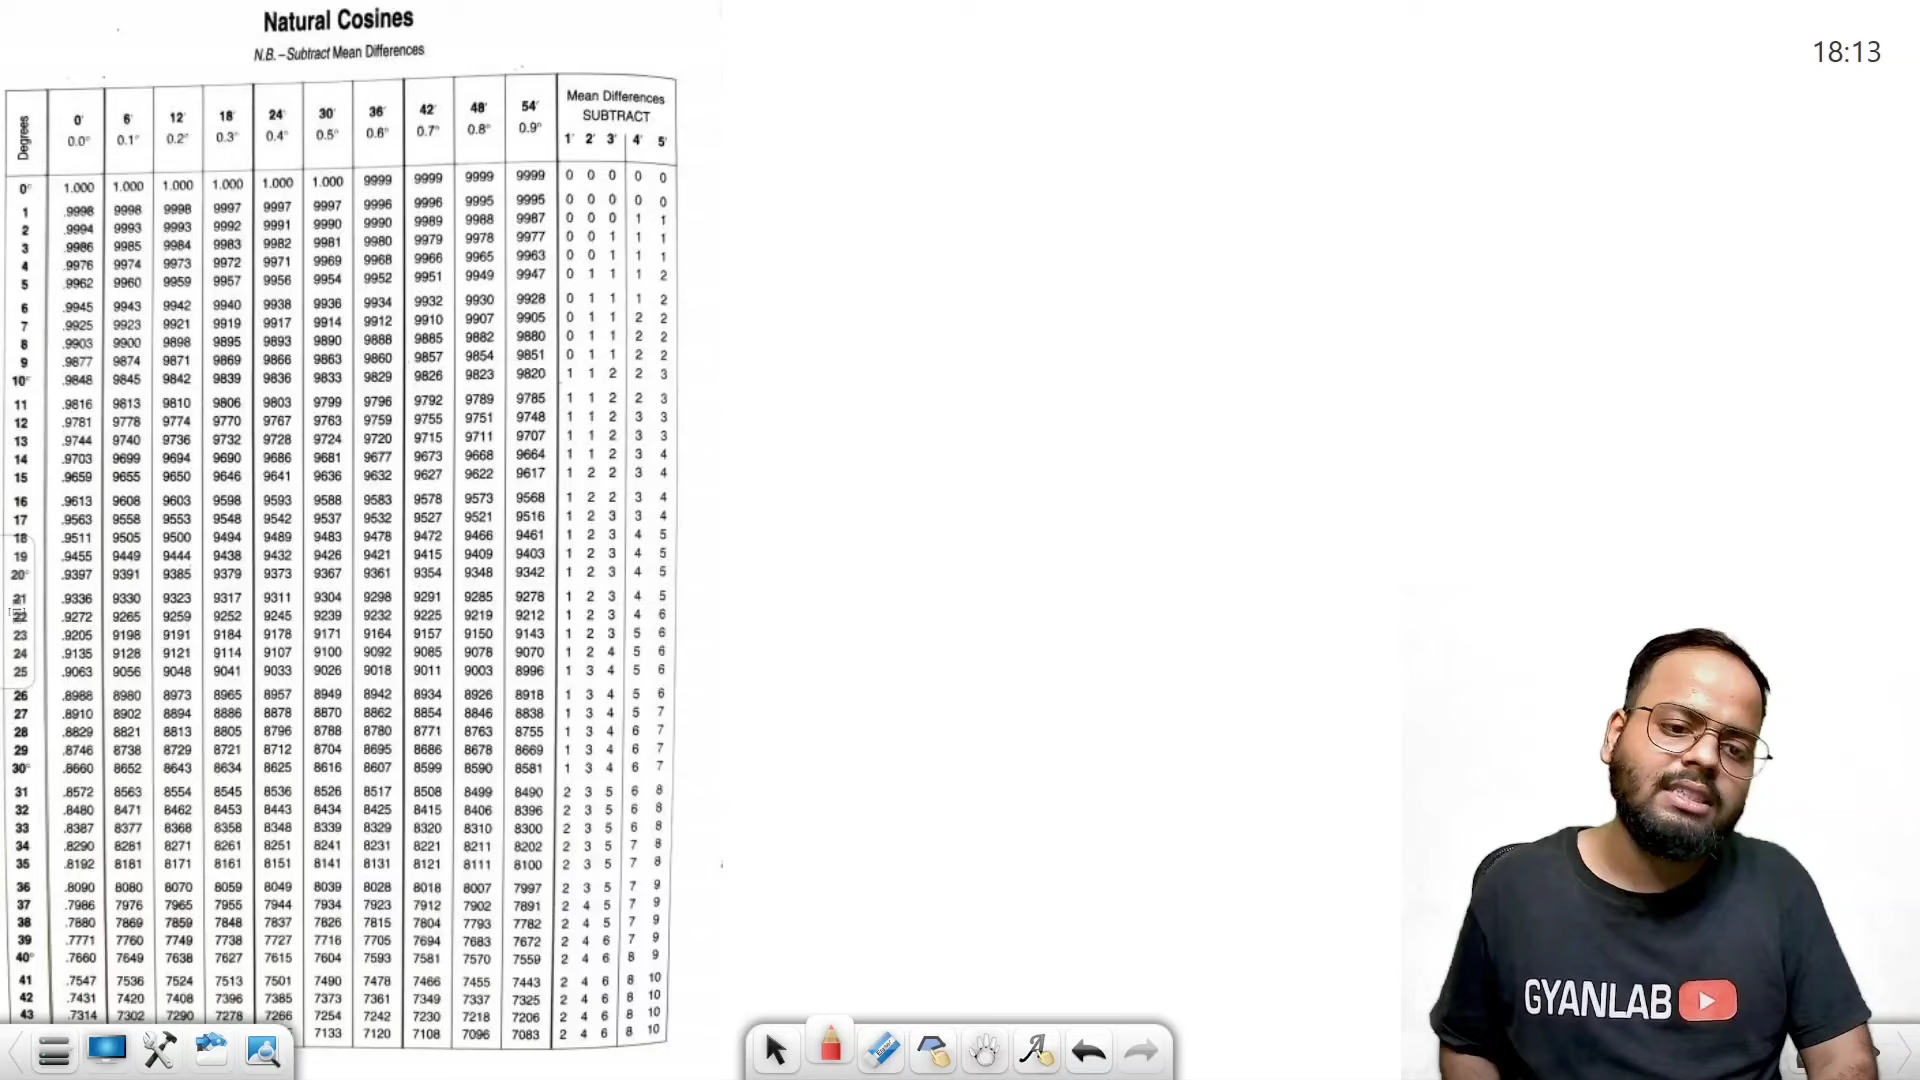 Natural Cosines
N.B. – Subtract Mean Differences
18:13
Degrees 0' 6' 12' 18' 24' 30' 36' 42' 48' 54' Mean Differences SUBTRACT
0.0° 0.1° 0.2° 0.3° 0.4° 0.5° 0.6° 0.7° 0.8° 0.9° 1' 2' 3' 4' 5'
0° 1.000 1.000 1.000 1.000 1.000 1.000 9999 9999 9999 9999 0 0 0 0 0
1 .9998 9998 9998 9997 9997 9997 9996 9996 9995 9995 0 0 0 0 0
2 .9994 9993 9993 9992 9991 9990 9990 9989 9988 9987 0 0 0 1 1
3 .9986 9985 9984 9983 9982 9981 9980 9979 9978 9977 0 0 1 1 1
4 .9976 9974 9973 9972 9971 9969 9968 9966 9965 9963 0 0 1 1 1
5 .9962 9960 9959 9957 9956 9954 9952 9951 9949 9947 0 1 1 1 2
6 .9945 9943 9942 9940 9938 9936 9934 9932 9930 9928 0 1 1 1 2
7 .9925 9923 9921 9919 9917 9914 9912 9910 9907 9905 0 1 1 2 2
8 .9903 9900 9898 9895 9893 9890 9888 9885 9882 9880 0 1 1 2 2
9 .9877 9874 9871 9869 9866 9863 9860 9857 9854 9851 0 1 1 2 2
10° .9848 9845 9842 9839 9836 9833 9829 9826 9823 9820 1 1 2 2 3
11 .9816 9813 9810 9806 9803 9799 9796 9792 9789 9785 1 1 2 2 3
12 .9781 9778 9774 9770 9767 9763 9759 9755 9751 9748 1 1 2 3 3
13 .9744 9740 9736 9732 9728 9724 9720 9715 9711 9707 1 1 2 3 3
14 .9703 9699 9694 9690 9686 9681 9677 9673 9668 9664 1 1 2 3 4
15 .9659 9655 9650 9646 9641 9636 9632 9627 9622 9617 1 2 2 3 4
16 .9613 9608 9603 9598 9593 9588 9583 9578 9573 9568 1 2 2 3 4
17 .9563 9558 9553 9548 9542 9537 9532 9527 9521 9516 1 2 3 3 4
18 .9511 9505 9500 9494 9489 9483 9478 9472 9466 9461 1 2 3 4 5
19 .9455 9449 9444 9438 9432 9426 9421 9415 9409 9403 1 2 3 4 5
20° .9397 9391 9385 9379 9373 9367 9361 9354 9348 9342 1 2 3 4 5
21 .9336 9330 9323 9317 9311 9304 9298 9291 9285 9278 1 2 3 4 5
22 .9272 9265 9259 9252 9245 9239 9232 9225 9219 9212 1 2 3 4 6
23 .9205 9198 9191 9184 9178 9171 9164 9157 9150 9143 1 2 3 5 6
24 .9135 9128 9121 9114 9107 9100 9092 9085 9078 9070 1 2 4 5 6
25 .9063 9056 9048 9041 9033 9026 9018 9011 9003 8996 1 3 4 5 6
26 .8988 8980 8973 8965 8957 8949 8942 8934 8926 8918 1 3 4 5 6
27 .8910 8902 8894 8886 8878 8870 8862 8854 8846 8838 1 3 4 5 7
28 .8829 8821 8813 8805 8796 8788 8780 8771 8763 8755 1 3 4 6 7
29 .8746 8738 8729 8721 8712 8704 8695 8686 8678 8669 1 3 4 6 7
30° .8660 8652 8643 8634 8625 8616 8607 8599 8590 8581 1 3 4 6 7
31 .8572 8563 8554 8545 8536 8526 8517 8508 8499 8490 2 3 5 6 8
32 .8480 8471 8462 8453 8443 8434 8425 8415 8406 8396 2 3 5 6 8
33 .8387 8377 8368 8358 8348 8339 8329 8320 8310 8300 2 3 5 6 8
34 .8290 8281 8271 8261 8251 8241 8231 8221 8211 8202 2 3 5 7 8
35 .8192 8181 8171 8161 8151 8141 8131 8121 8111 8100 2 3 5 7 8
36 .8090 8080 8070 8059 8049 8039 8028 8018 8007 7997 2 3 5 7 9
37 .7986 7976 7965 7955 7944 7934 7923 7912 7902 7891 2 4 5 7 9
38 .7880 7869 7859 7848 7837 7826 7815 7804 7793 7782 2 4 5 7 9
39 .7771 7760 7749 7738 7727 7716 7705 7694 7683 7672 2 4 6 7 9
40° .7660 7649 7638 7627 7615 7604 7593 7581 7570 7559 2 4 6 8 9
41 .7547 7536 7524 7513 7501 7490 7478 7466 7455 7443 2 4 6 8 10
42 .7431 7420 7408 7396 7385 7373 7361 7349 7337 7325 2 4 6 8 10
43 .7314 7302 7290 7278 7266 7254 7242 7230 7218 7206 2 4 6 8 10
7133 7120 7108 7096 7083 2 4 6 8 10
GYANLAB